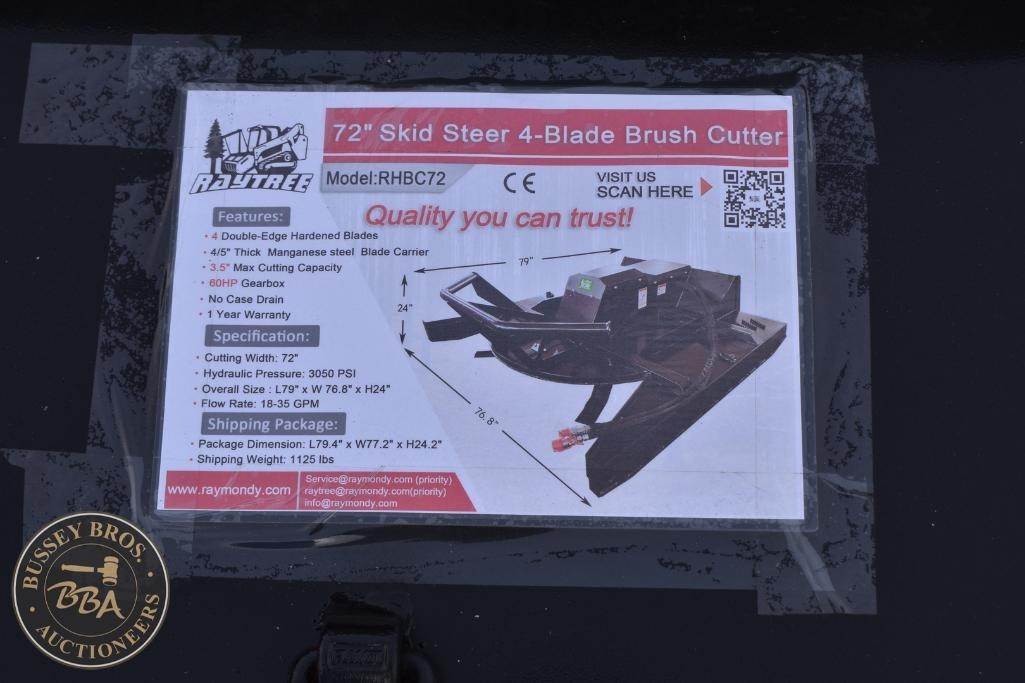 72" Skid Steer 4-Blade Brush Cutter
RAYTREE
Model:RHBC72
CE
VISIT US
SCAN HERE
Quality you can trust!
Features:
• 4 Double-Edge Hardened Blades
• 4/5" Thick Manganese steel Blade Carrier
• 3.5" Max Cutting Capacity
• 60HP Gearbox
• No Case Drain
• 1 Year Warranty
Specification:
• Cutting Width: 72"
• Hydraulic Pressure: 3050 PSI
• Overall Size : L79" x W 76.8" x H24"
• Flow Rate: 18-35 GPM
Shipping Package:
• Package Dimension: L79.4" x W77.2" x H24.2"
• Shipping Weight: 1125 lbs
79"
24"
76.8"
www.raymondy.com
Service@raymondy.com (priority)
raytree@raymondy.com(priority)
info@raymondy.com
BUSSEY BROS.
BBA
AUCTIONEERS